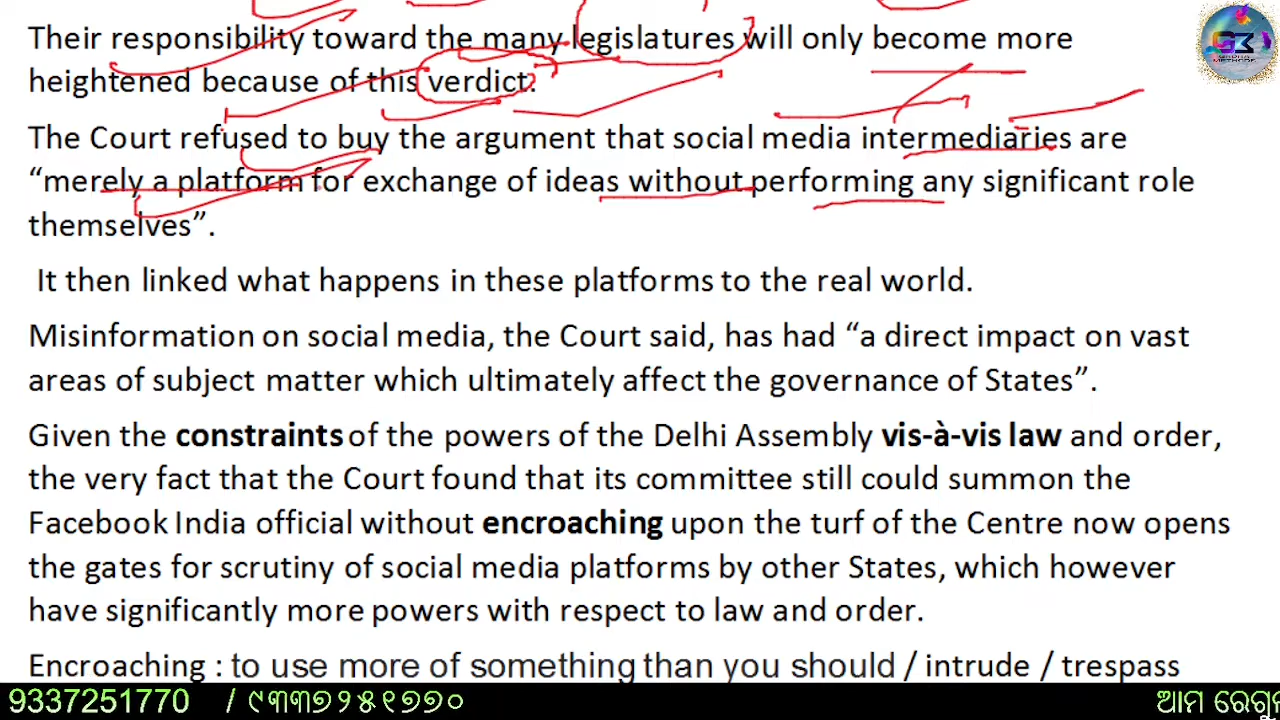 Their responsibility toward the many legislatures will only become more
heightened because of this verdict.
The Court refused to buy the argument that social media intermediaries are
“merely a platform for exchange of ideas without performing any significant role
themselves”.
It then linked what happens in these platforms to the real world.
Misinformation on social media, the Court said, has had “a direct impact on vast
areas of subject matter which ultimately affect the governance of States”.
Given the constraints of the powers of the Delhi Assembly vis-à-vis law and order,
the very fact that the Court found that its committee still could summon the
Facebook India official without encroaching upon the turf of the Centre now opens
the gates for scrutiny of social media platforms by other States, which however
have significantly more powers with respect to law and order.
Encroaching : to use more of something than you should / intrude / trespass
9337251770 / ୯୩୩୭୨୫୧୭୭୦ ଆମ